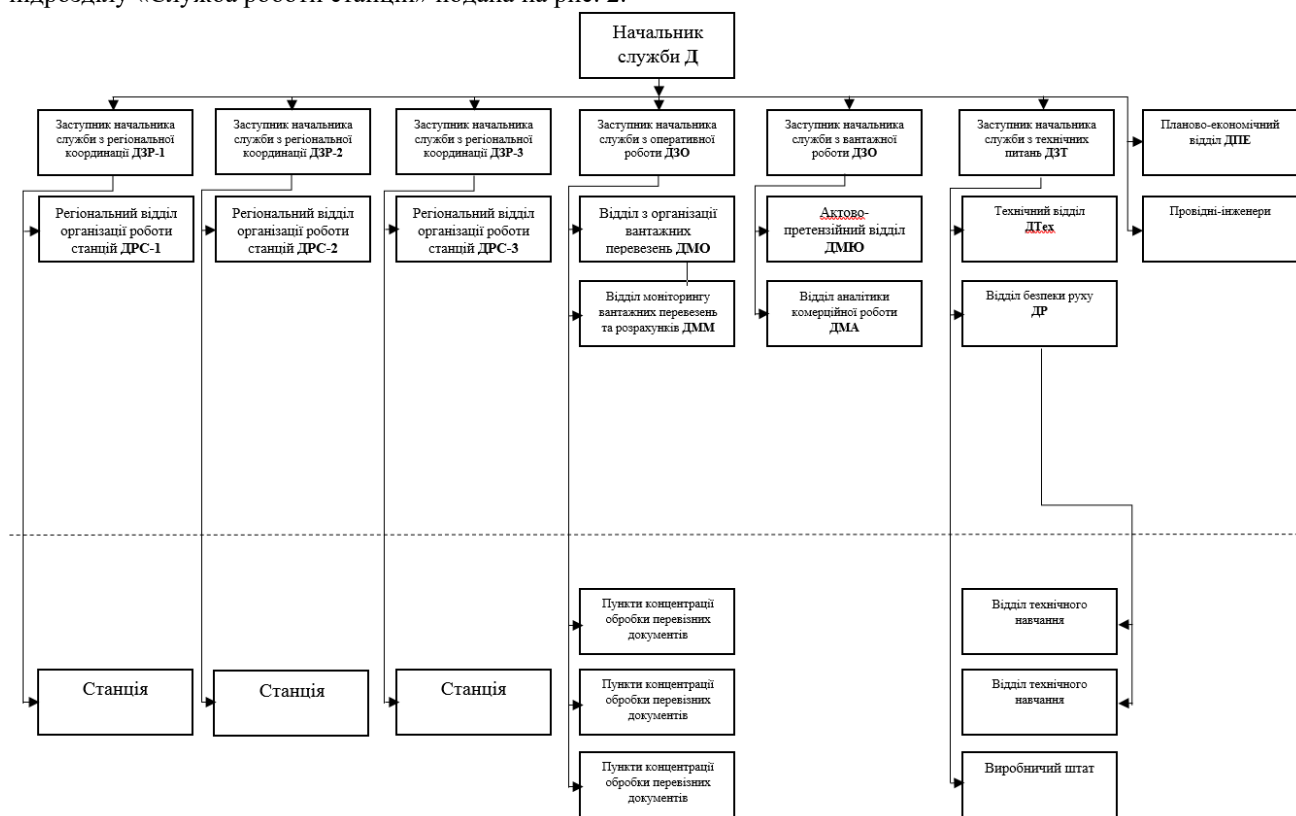 підрозділу «Служба роботи станцій» подана на рис. 2.
Начальник
служби Д
Заступник начальника
служби з регіональної
координації ДЗР-1
Заступник начальника
служби з регіональної
координації ДЗР-2
Заступник начальника
служби з регіональної
координації ДЗР-3
Заступник начальника
служби з оперативної
роботи ДЗО
Заступник начальника
служби з вантажної
роботи ДЗО
Заступник начальника
служби з технічних
питань ДЗТ
Планово-економічний
відділ ДПЕ
Регіональний відділ
організації роботи
станцій ДРС-1
Регіональний відділ
організації роботи
станцій ДРС-2
Регіональний відділ
організації роботи
станцій ДРС-3
Відділ з організації
вантажних
перевезень ДМО
Актово-
претензійний відділ
ДМЮ
Технічний відділ
ДТех
Провідні-інженери
Відділ моніторингу
вантажних перевезень
та розрахунків ДММ
Відділ аналітики
комерційної роботи
ДМА
Відділ безпеки руху
ДР
Пункти концентрації
обробки перевізних
документів
Відділ технічного
навчання
Станція
Станція
Станція
Пункти концентрації
обробки перевізних
документів
Відділ технічного
навчання
Пункти концентрації
обробки перевізних
документів
Виробничий штат